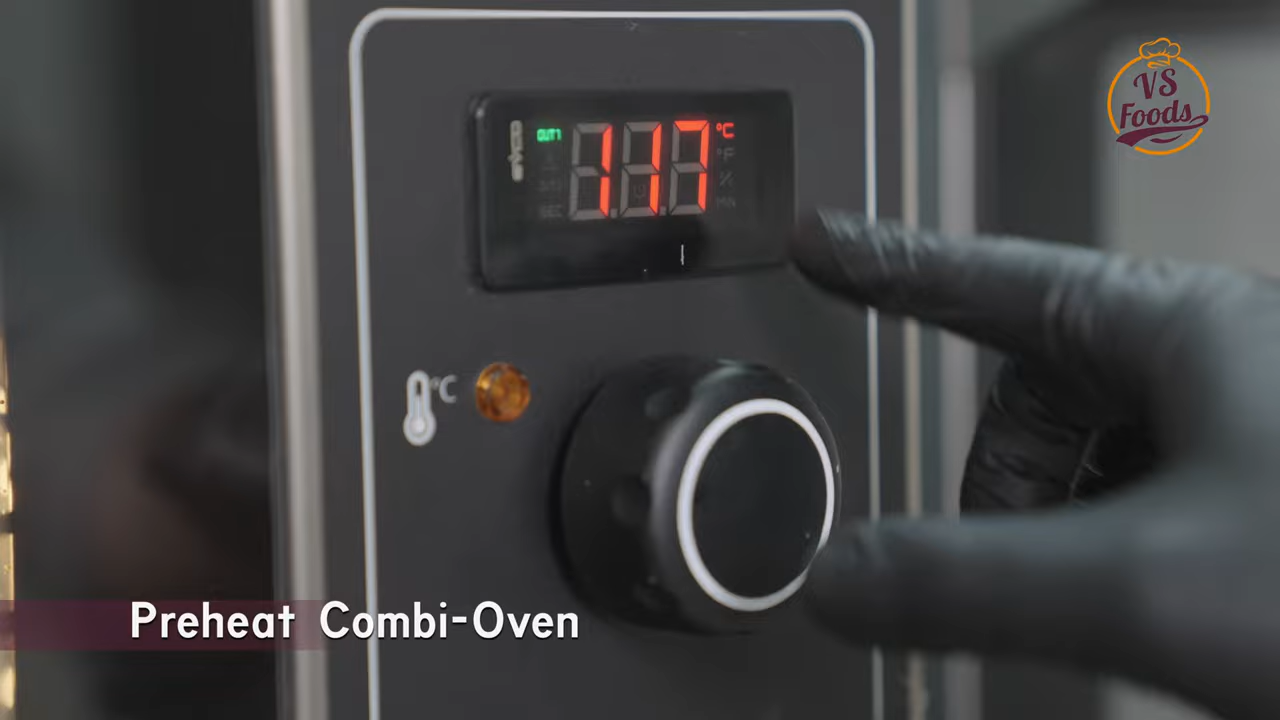 VS
Foods
OUT1
117
°C
°F
%
MIN
SEC
°C
Preheat Combi-Oven